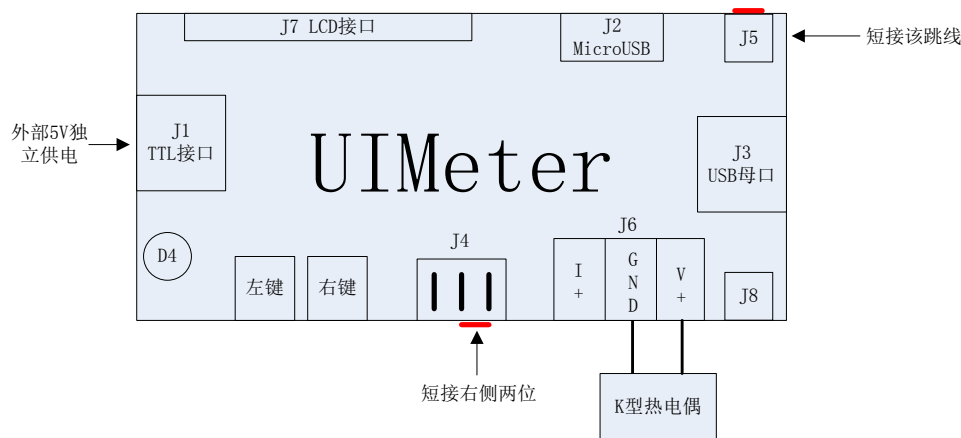 J7 LCD接口
J2
MicroUSB
J5
短接该跳线
外部5V独
立供电
J1
TTL接口
UIMeter
J3
USB母口
D4
左键
右键
J4
J6
I
+
G
N
D
V
+
J8
短接右侧两位
K型热电偶